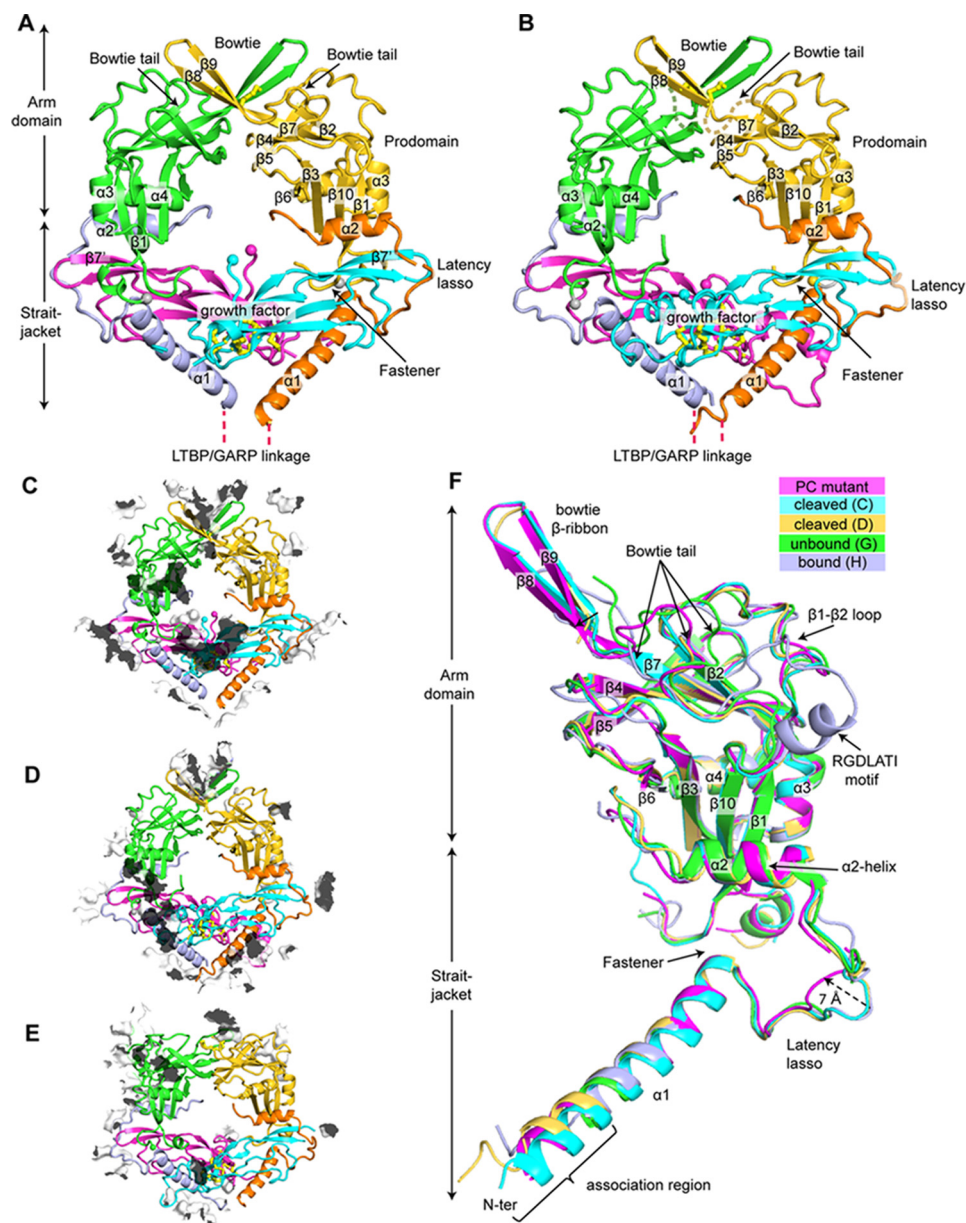 A
Bowtie
Bowtie tail
Bowtie tail
β9
β8
Arm
domain
β7
β2
β4
Prodomain
β5
β3
α3
α3
α4
β6
β10
β1
α2
α2
β1
β7'
β7'
Latency
lasso
Strait-
jacket
growth factor
Fastener
α1
α1
LTBP/GARP linkage
B
Bowtie
Bowtie tail
β9
β8
β7
β2
β4
Prodomain
β5
β3
α3
α3
α4
β6
β10
β1
α2
α2
Latency
lasso
growth factor
Fastener
α1
α1
LTBP/GARP linkage
C
D
E
F
PC mutant
cleaved (C)
cleaved (D)
unbound (G)
bound (H)
bowtie
β-ribbon
Bowtie tail
β9
β8
β1-β2 loop
β7
β2
β4
Arm
domain
β5
RGDLATI
motif
α4
α3
β6
β3
β10
β1
α2
α2-helix
Fastener
Strait-
jacket
7 Å
Latency
lasso
α1
N-ter
association region